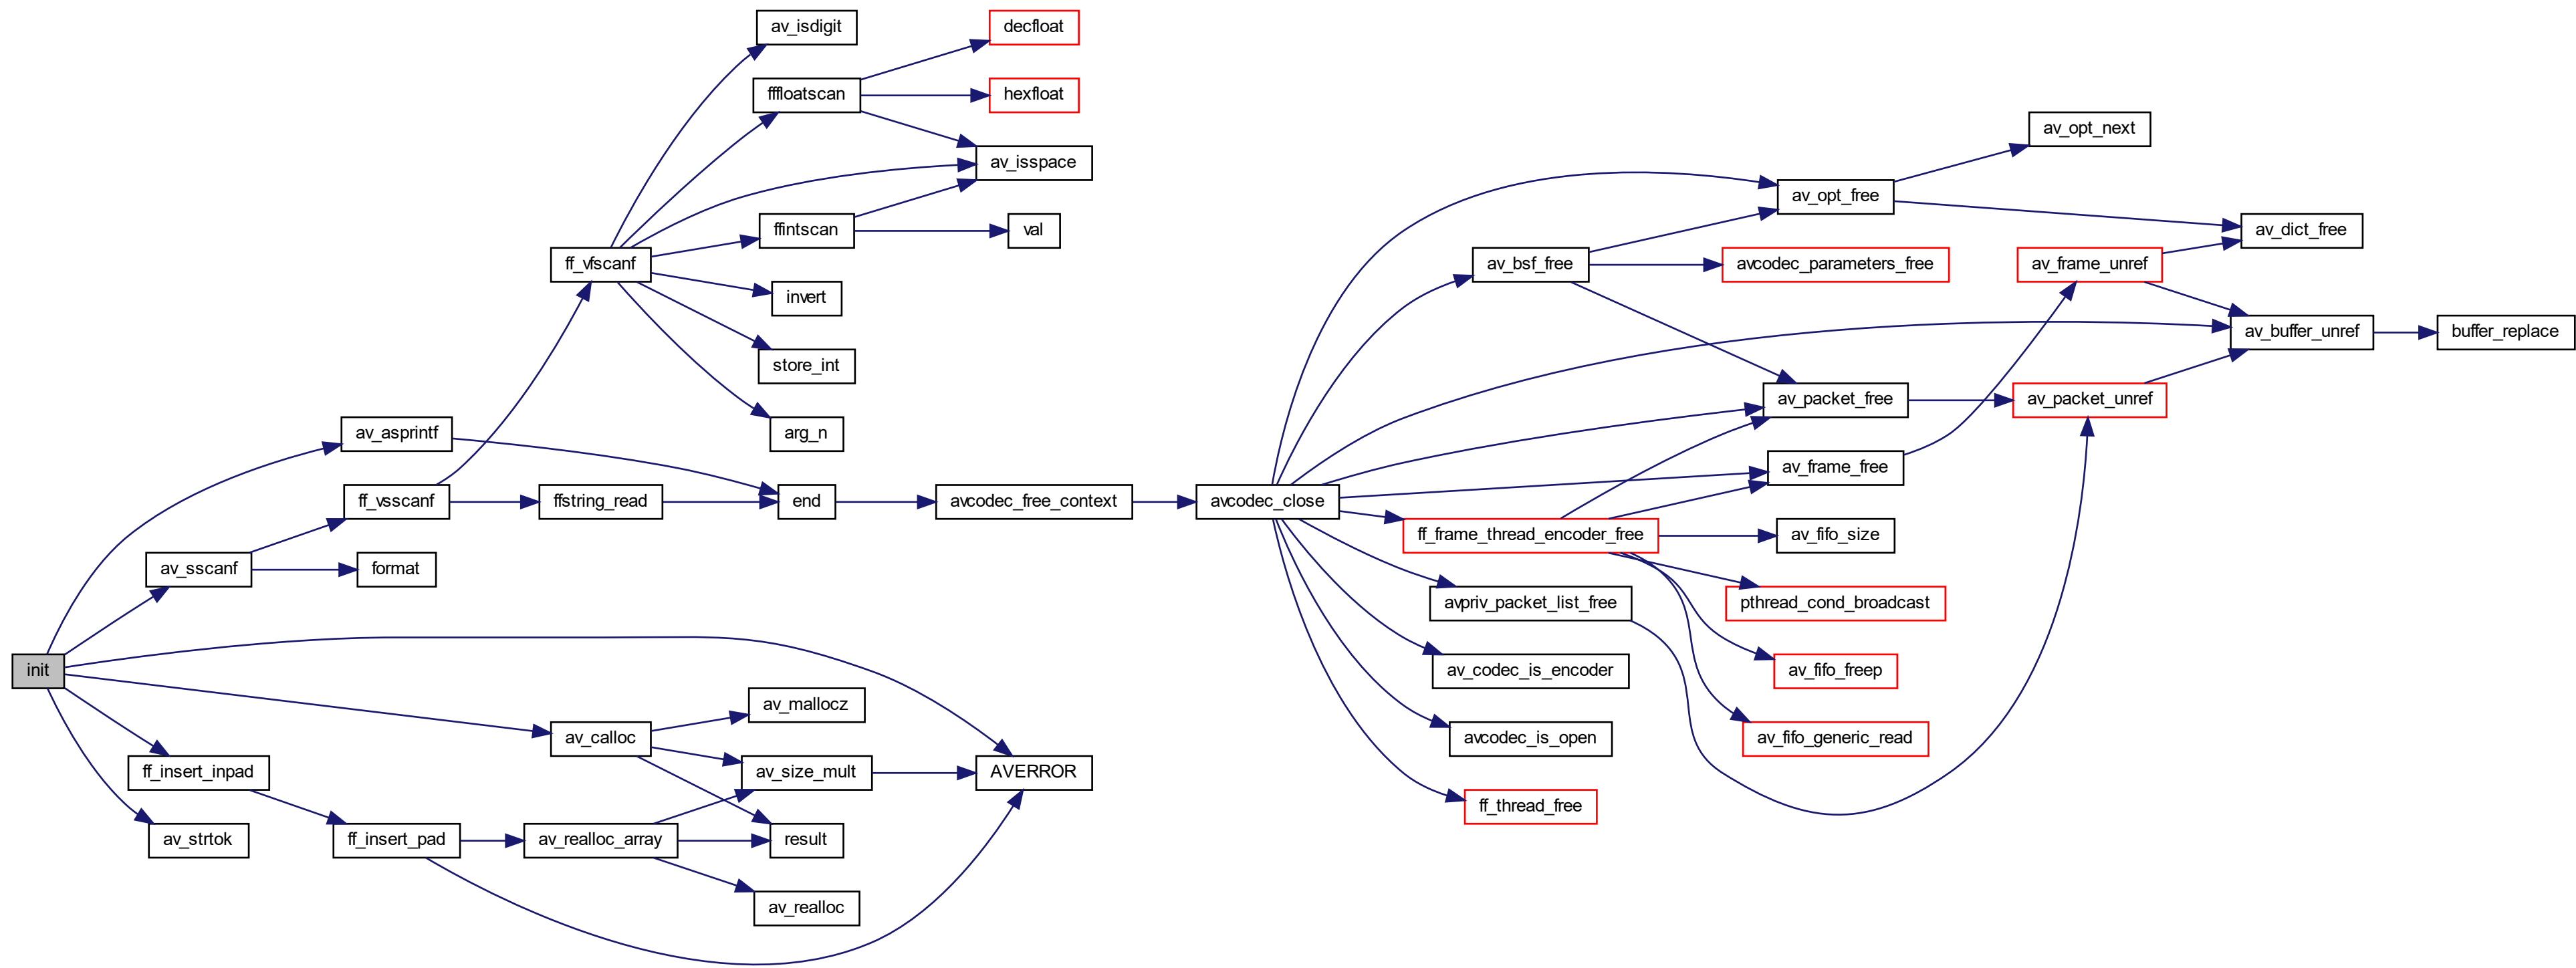 init
av_asprintf
av_sscanf
ff_insert_inpad
av_strtok
ff_vsscanf
format
ff_insert_pad
ff_vfscanf
ffstring_read
av_calloc
av_realloc_array
av_isdigit
fffloatscan
ffintscan
invert
store_int
arg_n
end
av_mallocz
av_size_mult
result
av_realloc
decfloat
hexfloat
av_isspace
val
avcodec_free_context
AVERROR
avcodec_close
av_bsf_free
ff_frame_thread_encoder_free
avpriv_packet_list_free
av_codec_is_encoder
avcodec_is_open
ff_thread_free
av_opt_free
avcodec_parameters_free
av_packet_free
av_frame_free
av_fifo_size
pthread_cond_broadcast
av_fifo_freep
av_fifo_generic_read
av_opt_next
av_frame_unref
av_packet_unref
av_dict_free
av_buffer_unref
buffer_replace